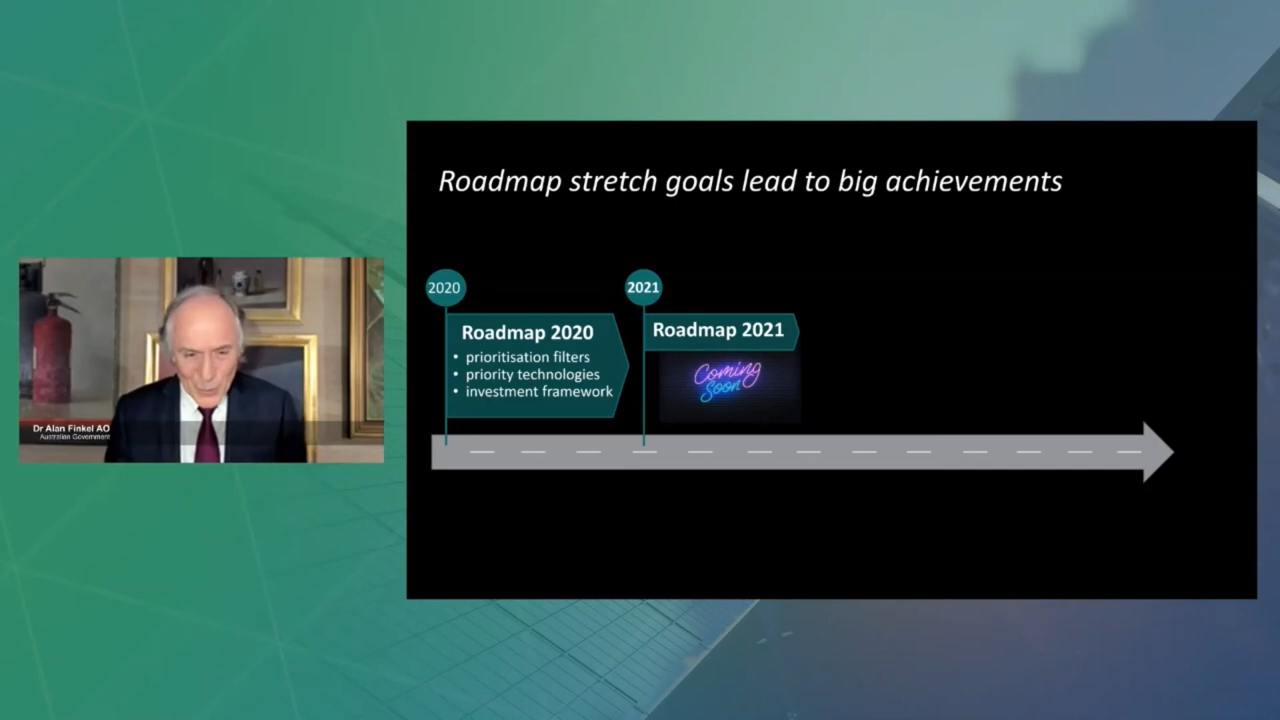 Roadmap stretch goals lead to big achievements
2020
Roadmap 2020
• prioritisation filters
• priority technologies
• investment framework
2021
Roadmap 2021
Coming
Soon
Dr Alan Finkel AO
Australian Government